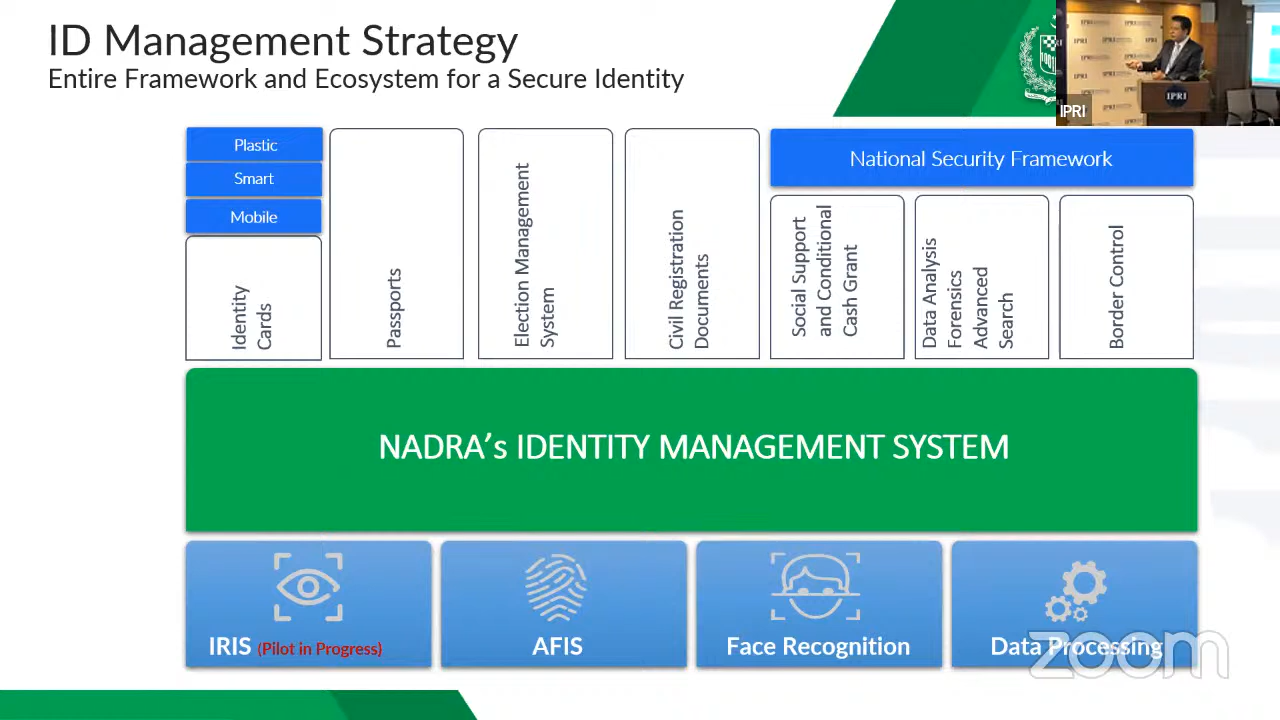 ID Management Strategy
Entire Framework and Ecosystem for a Secure Identity
IPRI
IPRI
Plastic
Smart
Mobile
Identity
Cards
Passports
Election Management
System
Civil Registration
Documents
National Security Framework
Social Support
and Conditional
Cash Grant
Data Analysis
Forensics
Advanced
Search
Border Control
NADRA’s IDENTITY MANAGEMENT SYSTEM
IRIS (Pilot in Progress)
AFIS
Face Recognition
Data Processing
zoom